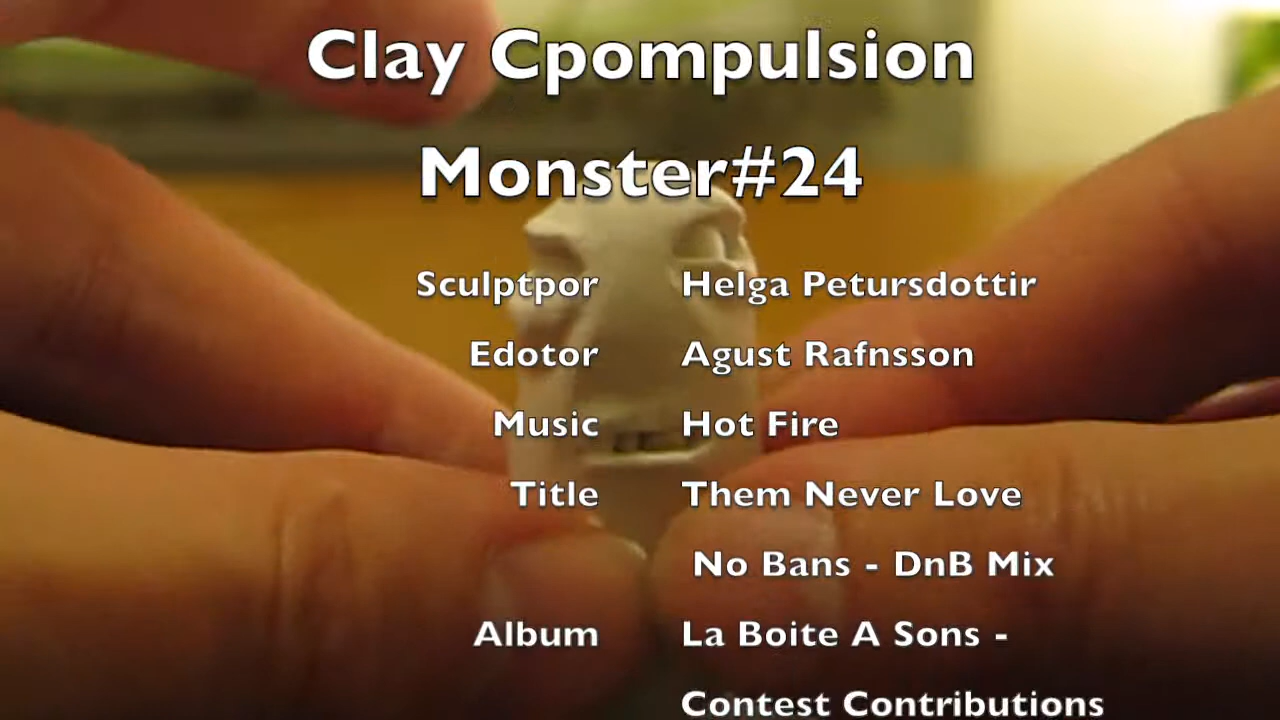 Clay Cpompulsion
Monster#24
Sculptpor Helga Petursdottir
Edotor Agust Rafnsson
Music Hot Fire
Title Them Never Love
No Bans - DnB Mix
Album La Boite A Sons -
Contest Contributions